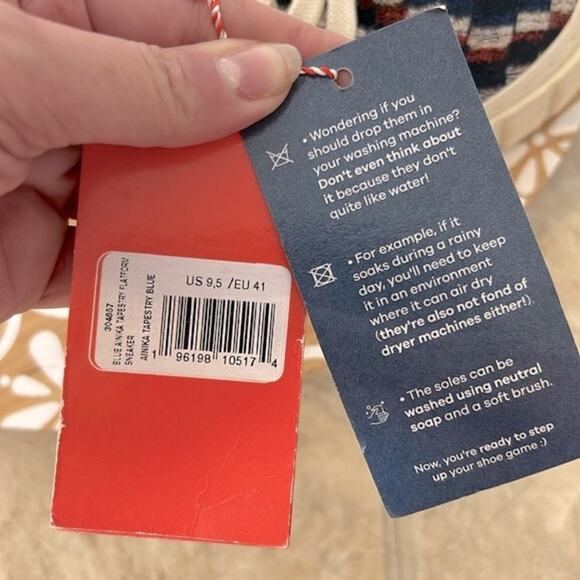 304857
BLUE AINIKA TAPESTRY PLATFORM
SNEAKER
AINIKA TAPESTRY BLUE
US 9,5 /EU 41
1 96198 10517 4
• Wondering if you
should drop them in
your washing machine?
Don't even think about
it because they don't
quite like water!
• For example, if it
soaks during a rainy
day, you'll need to keep
it in an environment
where it can air dry
(they're also not fond of
dryer machines either!).
• The soles can be
washed using neutral
soap and a soft brush.
Now, you're ready to step
up your shoe game :)